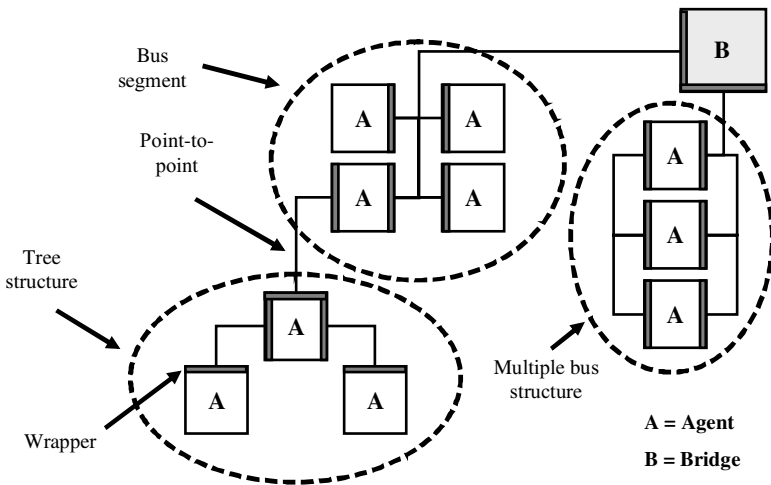 Bus
segment
B
A
A
Point-to-
point
A
A
A
A
A
Tree
structure
A
A
A
Multiple bus
structure
Wrapper
A = Agent
B = Bridge